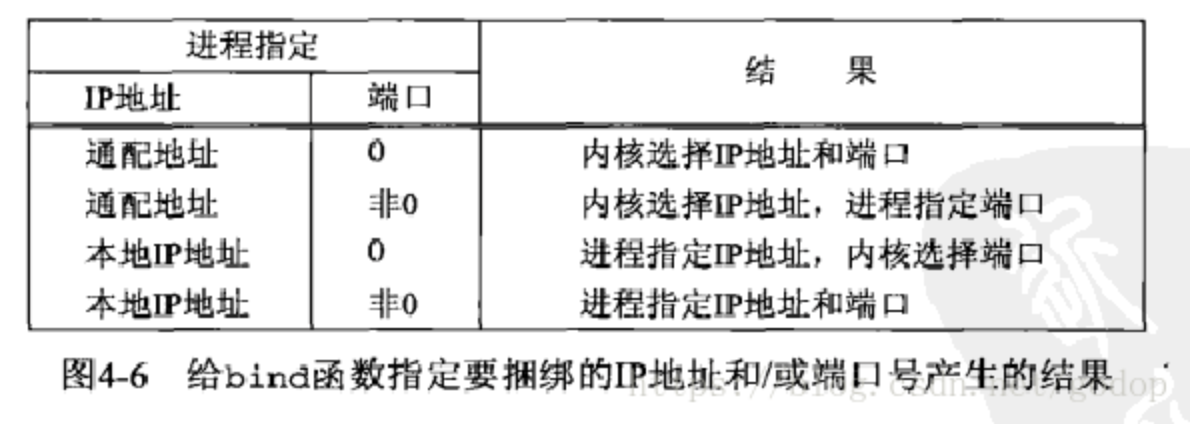 进程指定
结 果
IP地址 端口
通配地址 0 内核选择IP地址和端口
通配地址 非0 内核选择IP地址，进程指定端口
本地IP地址 0 进程指定IP地址，内核选择端口
本地IP地址 非0 进程指定IP地址和端口
图4-6 给bind函数指定要捆绑的IP地址和/或端口号产生的结果